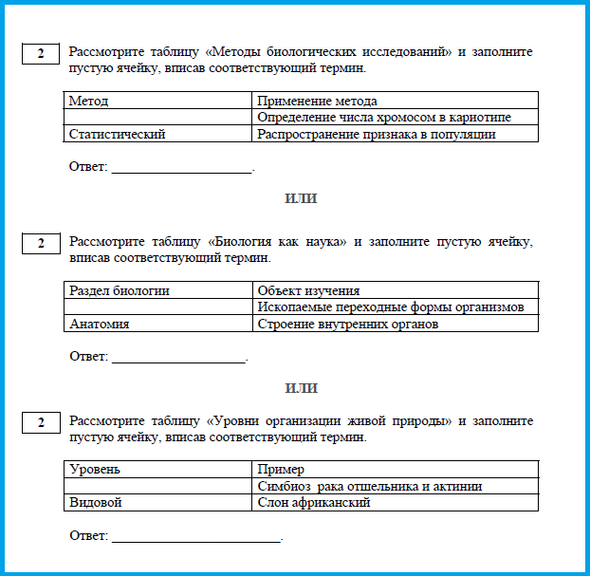 2 Рассмотрите таблицу «Методы биологических исследований» и заполните
пустую ячейку, вписав соответствующий термин.
Метод Применение метода
Определение числа хромосом в кариотипе
Статистический Распространение признака в популяции
Ответ: ____________________.
ИЛИ
2 Рассмотрите таблицу «Биология как наука» и заполните пустую ячейку,
вписав соответствующий термин.
Раздел биологии Объект изучения
Ископаемые переходные формы организмов
Анатомия Строение внутренних органов
Ответ: ___________________.
ИЛИ
2 Рассмотрите таблицу «Уровни организации живой природы» и заполните
пустую ячейку, вписав соответствующий термин.
Уровень Пример
Симбиоз рака отшельника и актинии
Видовой Слон африканский
Ответ: ________________________.